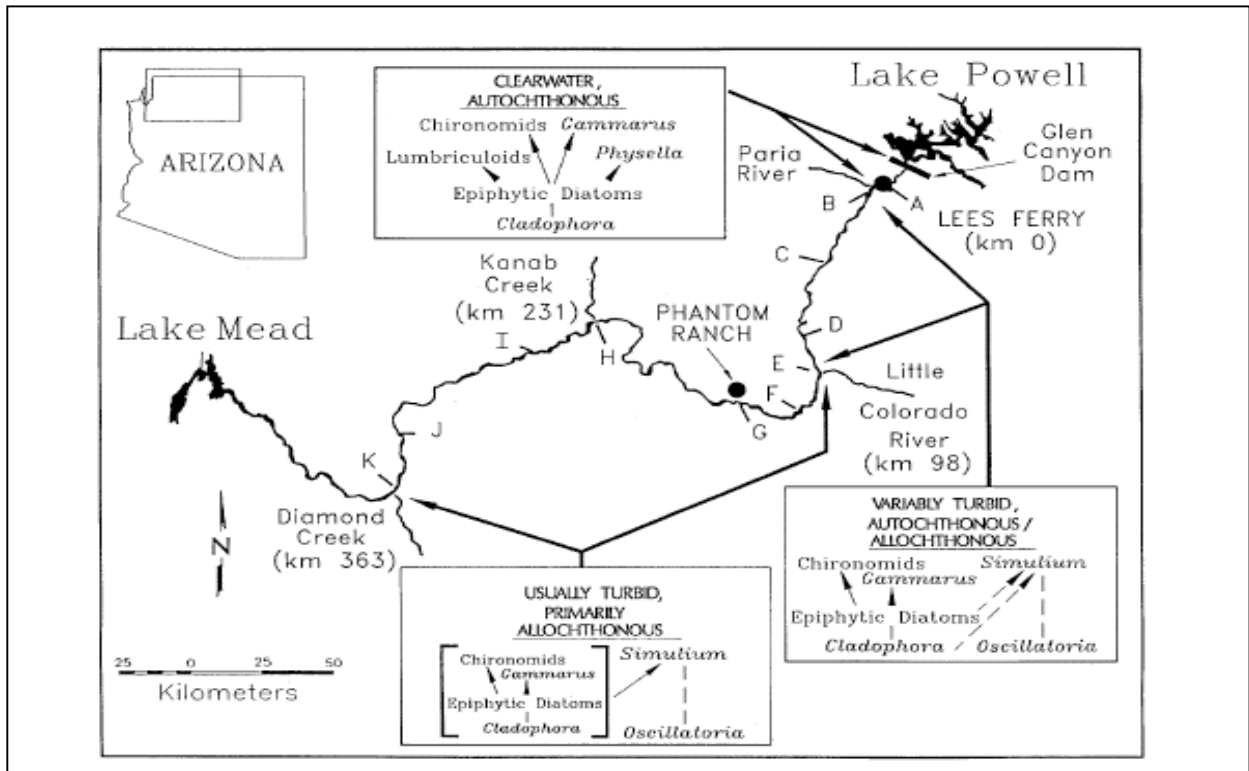 CLEARWATER,
AUTOCHTHONOUS
Chironomids Gammarus
Lumbriculoids Physella
Epiphytic Diatoms
Cladophora
ARIZONA
Lake Powell
Glen
Canyon
Dam
Paria
River
B
A
LEES FERRY
(km 0)
C
Kanab
Creek
(km 231)
PHANTOM
RANCH
D
Lake Mead
I
H
E
Little
Colorado
River
(km 98)
F
G
J
K
Diamond
Creek
(km 363)
N
VARIABLY TURBID,
AUTOCHTHONOUS/
ALLOCHTHONOUS
Chironomids Simulium
Gammarus
Epiphytic Diatoms
Cladophora Oscillatoria
USUALLY TURBID,
PRIMARILY
ALLOCHTHONOUS
Chironomids Simulium
Gammarus
Epiphytic Diatoms
Cladophora
Oscillatoria
25 0 25 50
Kilometers